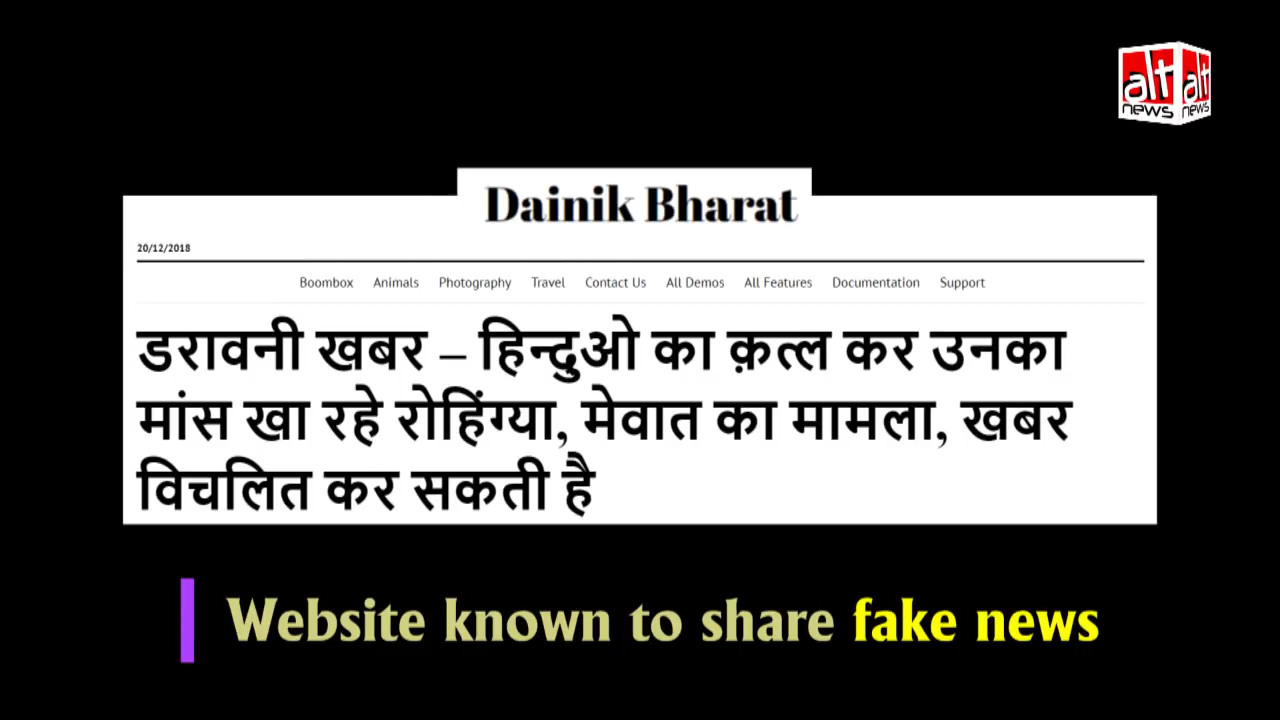 alt alt
news news
Dainik Bharat
20/12/2018
Boombox Animals Photography Travel Contact Us All Demos All Features Documentation Support
डरावनी खबर – हिन्दुओ का क़त्ल कर उनका
मांस खा रहे रोहिंग्या, मेवात का मामला, खबर
विचलित कर सकती है
Website known to share fake news